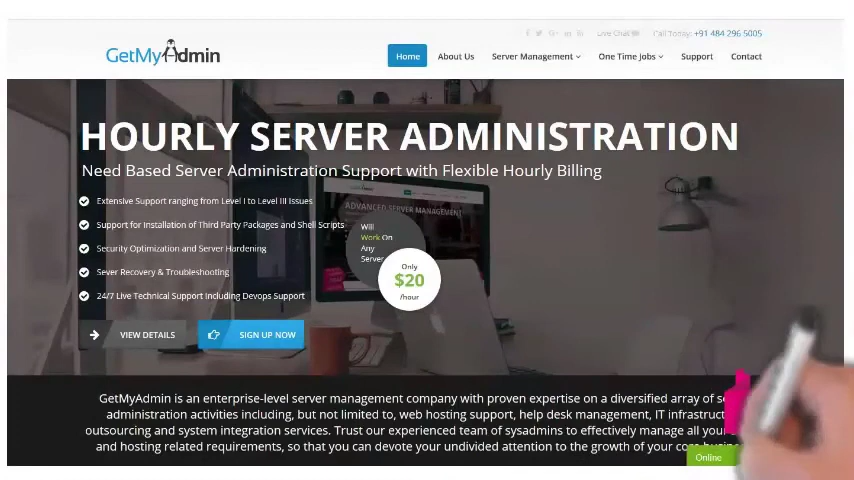 Live Chat Call Today: +91 484 296 5005
GetMyAdmin
Home About Us Server Management One Time Jobs Support Contact
HOURLY SERVER ADMINISTRATION
Need Based Server Administration Support with Flexible Hourly Billing
Extensive Support ranging from Level I to Level III Issues
Support for Installation of Third Party Packages and Shell Scripts
Security Optimization and Server Hardening
Sever Recovery & Troubleshooting
24/7 Live Technical Support Including Devops Support
ADVANCED SERVER MANAGEMENT
Will
Work On
Any
Server
Only
$20
/hour
VIEW DETAILS
SIGN UP NOW
GetMyAdmin is an enterprise-level server management company with proven expertise on a diversified array of
administration activities including, but not limited to, web hosting support, help desk management, IT
outsourcing and system integration services. Trust our experienced team of sysadmins to effectively manage all
and hosting related requirements, so that you can devote your undivided attention to the growth of your
Online